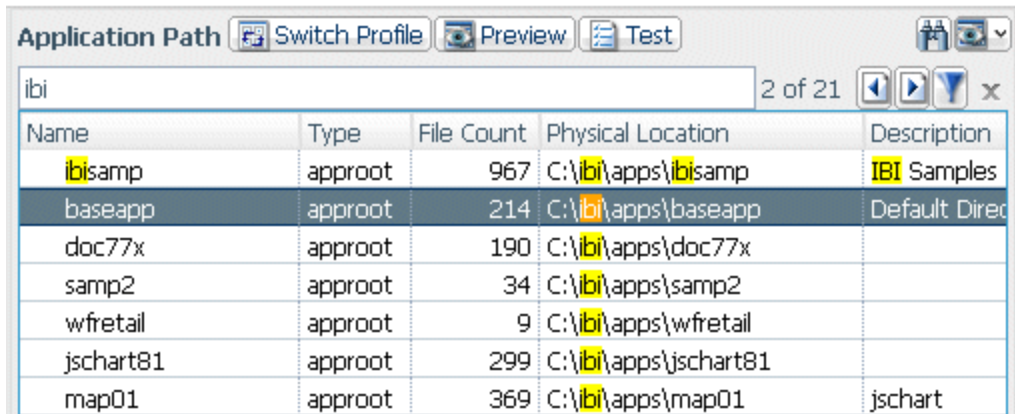 Application Path Switch Profile Preview Test
ibi 2 of 21 x
Name Type File Count Physical Location Description
ibisamp approot 967 C:\ibi\apps\ibisamp IBI Samples
baseapp approot 214 C:\ibi\apps\baseapp Default Direc
doc77x approot 190 C:\ibi\apps\doc77x
samp2 approot 34 C:\ibi\apps\samp2
wfretail approot 9 C:\ibi\apps\wfretail
jschart81 approot 299 C:\ibi\apps\jschart81
map01 approot 369 C:\ibi\apps\map01 jschart